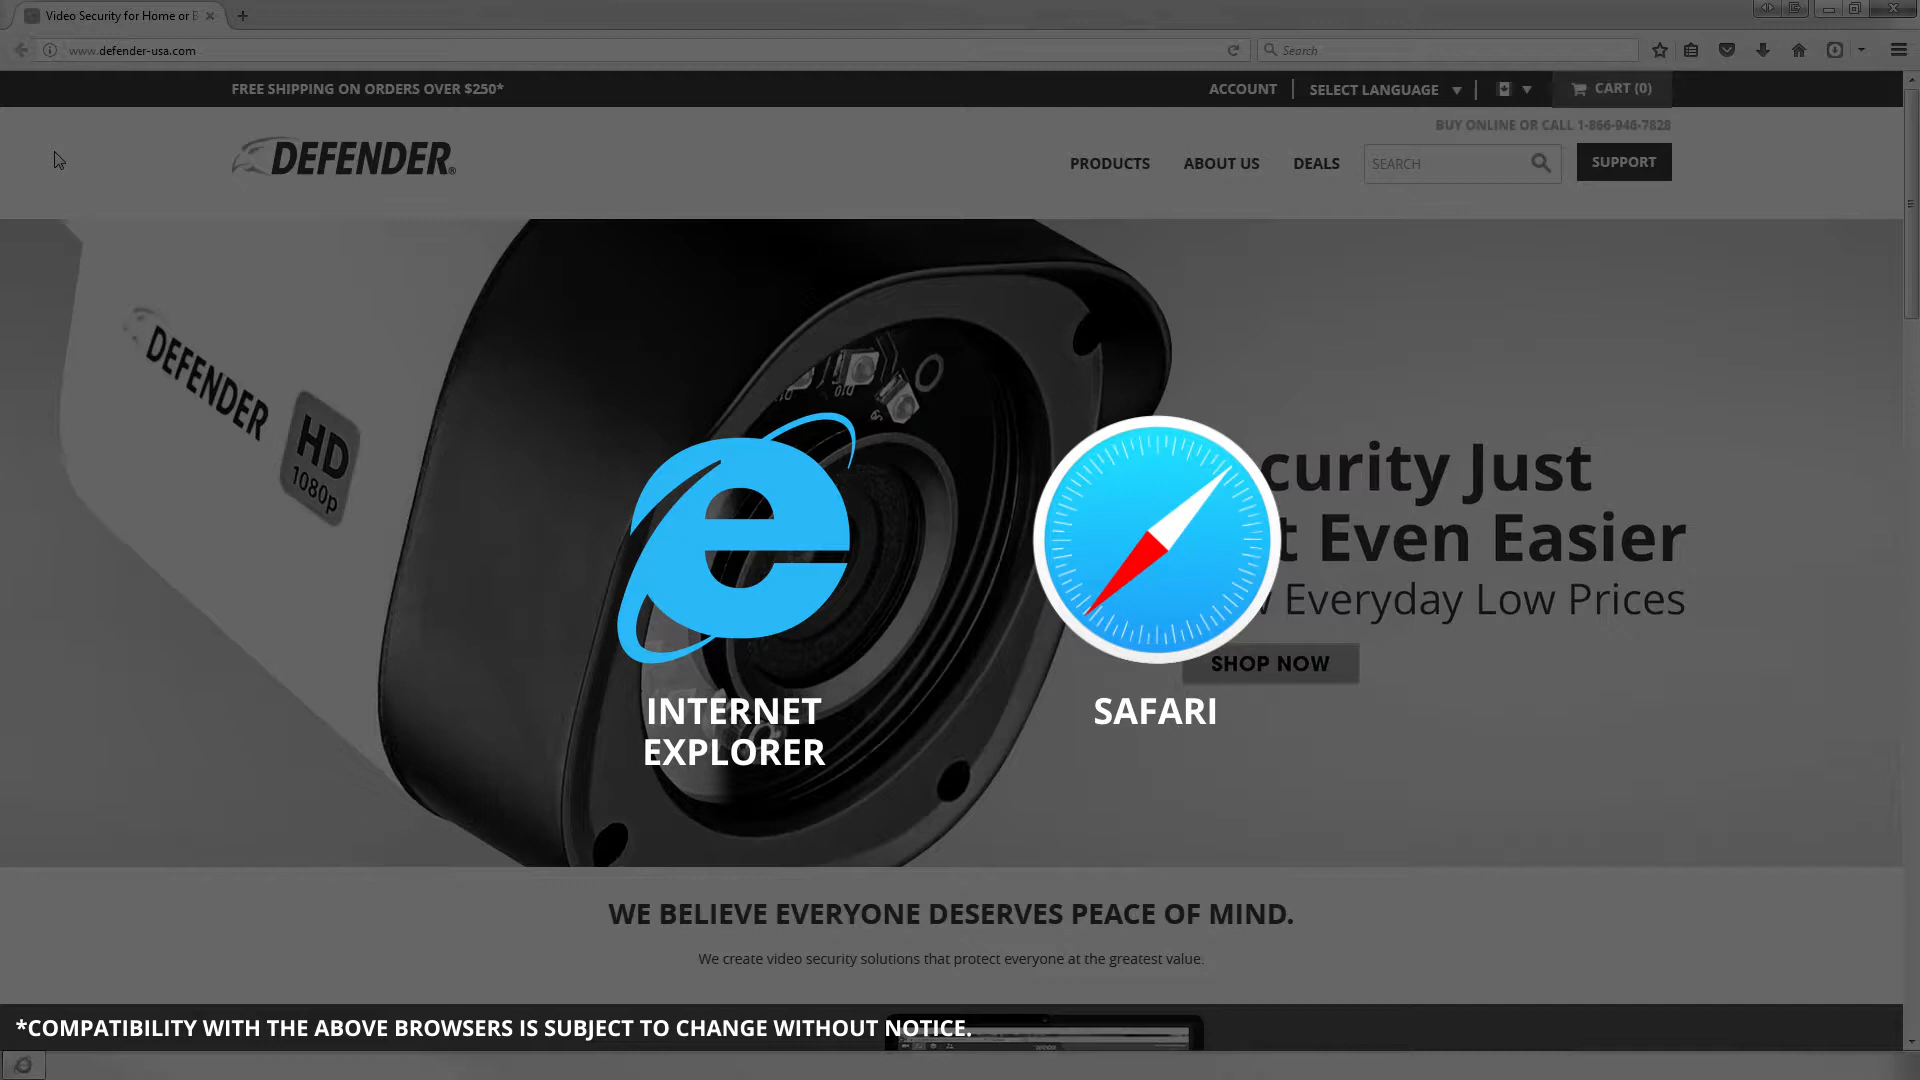 Video Security for Home or B
www.defender-usa.com
Search
FREE SHIPPING ON ORDERS OVER $250*
ACCOUNT
SELECT LANGUAGE
CART (0)
BUY ONLINE OR CALL 1-866-946-7828
DEFENDER
PRODUCTS
ABOUT US
DEALS
SEARCH
SUPPORT
DEFENDER
HD
1080p
curity Just
t Even Easier
Everyday Low Prices
SHOP NOW
INTERNET
EXPLORER
SAFARI
WE BELIEVE EVERYONE DESERVES PEACE OF MIND.
We create video security solutions that protect everyone at the greatest value.
*COMPATIBILITY WITH THE ABOVE BROWSERS IS SUBJECT TO CHANGE WITHOUT NOTICE.